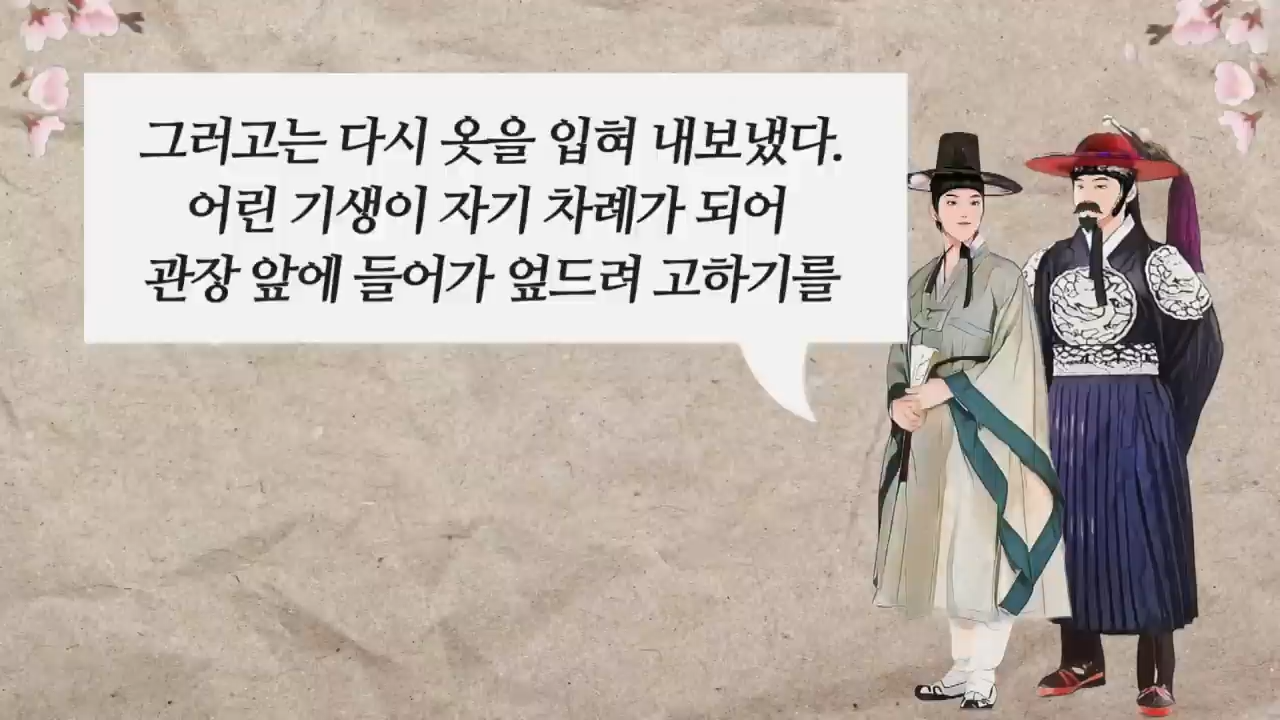 그러고는 다시 옷을 입혀 내보냈다.
어린 기생이 자기 차례가 되어
관장 앞에 들어가 엎드려 고하기를